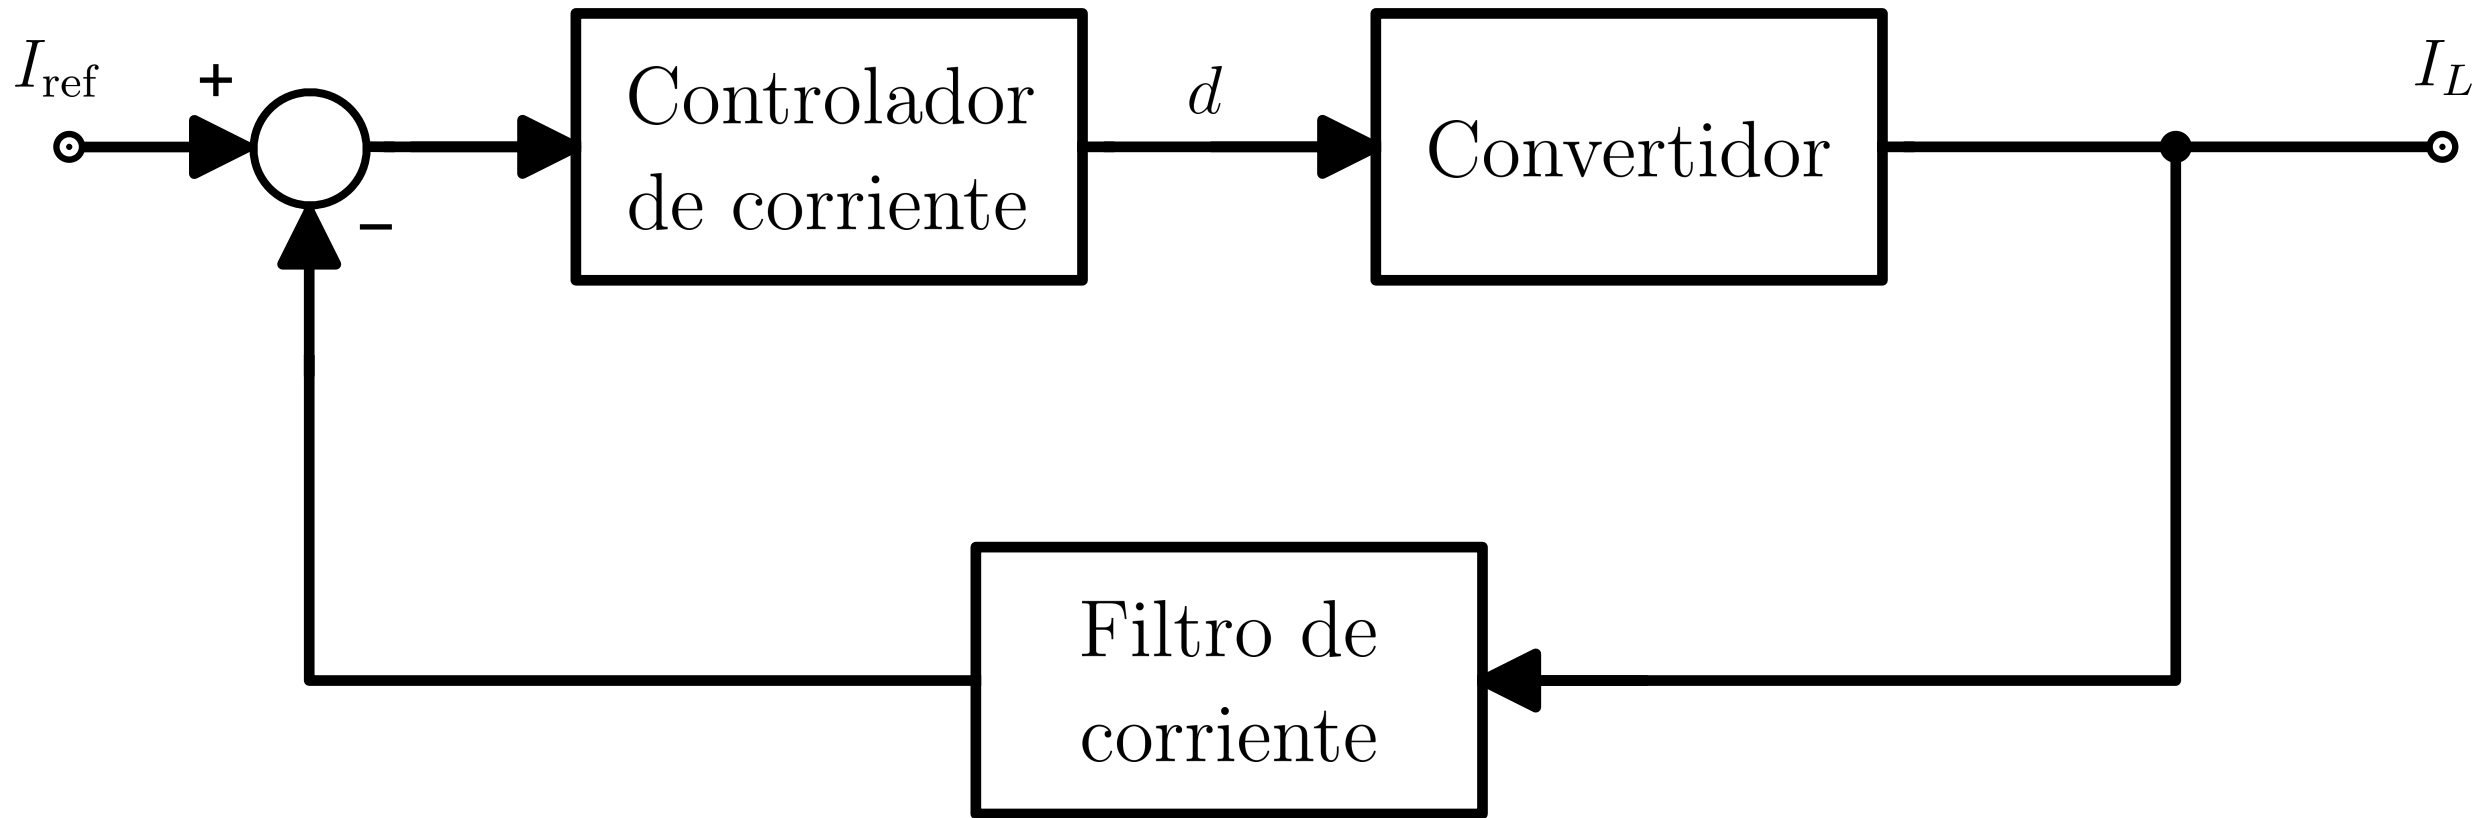 I_ref
+
−
Controlador
de corriente
d
Convertidor
I_L
Filtro de
corriente